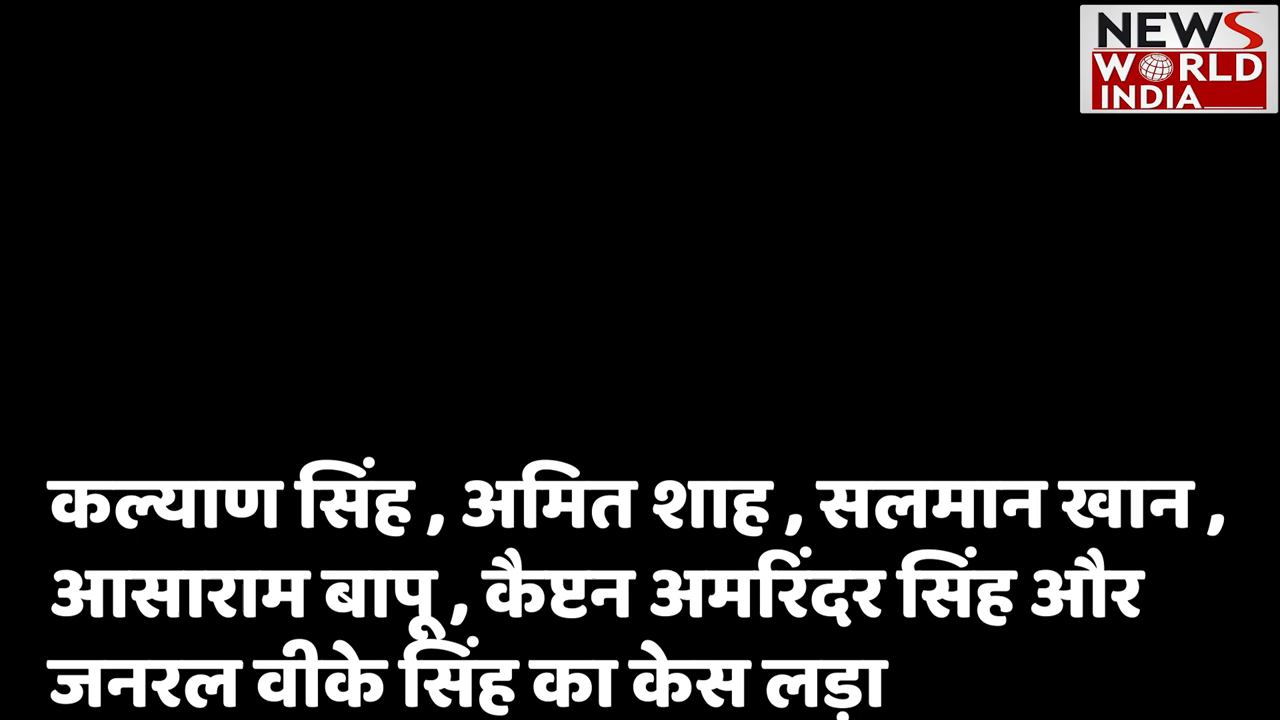 NEWS
WORLD
INDIA
कल्याण सिंह , अमित शाह , सलमान खान ,
आसाराम बापू , कैप्टन अमरिंदर सिंह और
जनरल वीके सिंह का केस लड़ा